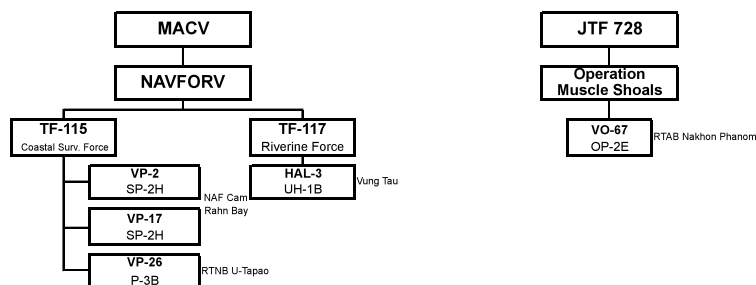 MACV
NAVFORV
TF-115
Coastal Surv. Force
TF-117
Riverine Force
VP-2
SP-2H
NAF Cam
Rahn Bay
VP-17
SP-2H
VP-26
P-3B
RTNB U-Tapao
HAL-3
UH-1B
Vung Tau
JTF 728
Operation
Muscle Shoals
VO-67
OP-2E
RTAB Nakhon Phanom